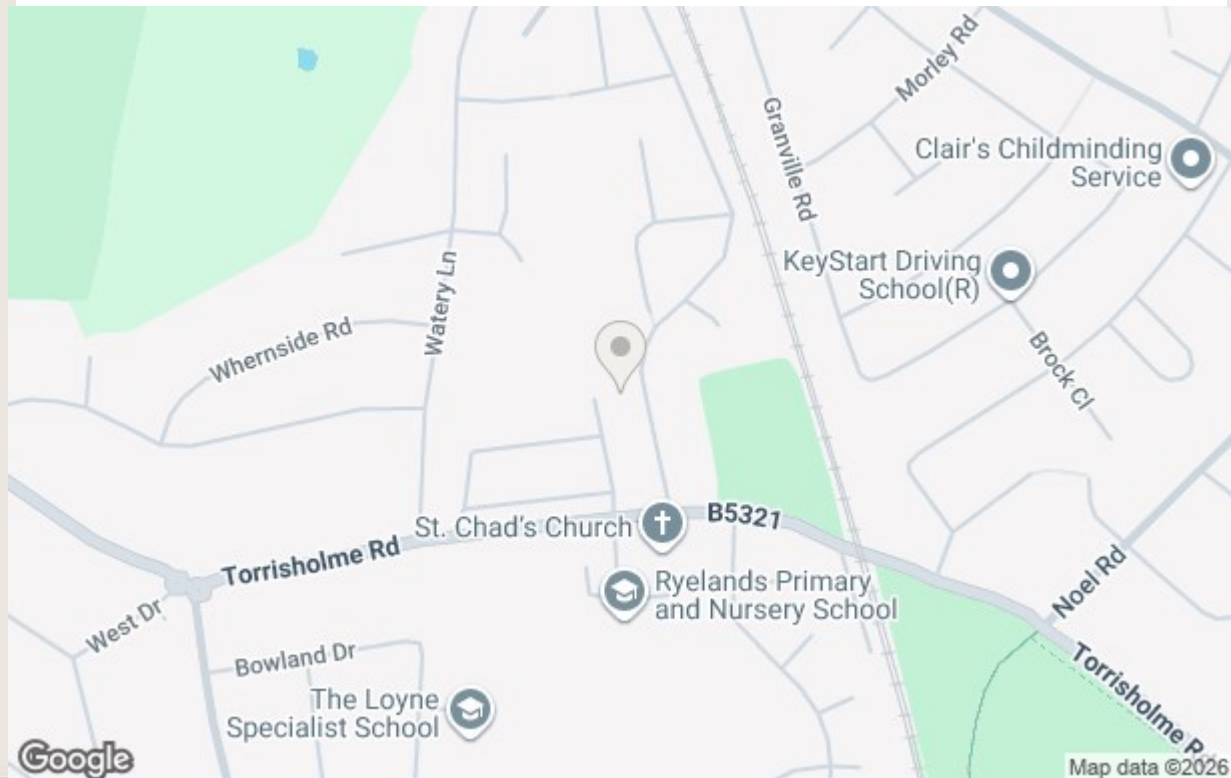 Morley Rd
Granville Rd
Clair's Childminding
Service
KeyStart Driving
School(R)
Watery Ln
Whernside Rd
Brock Cl
St. Chad's Church
B5321
Torrisholme Rd
Ryelands Primary
and Nursery School
Noel Rd
West Dr
Bowland Dr
The Loyne
Specialist School
Torrisholme Rd
Google
Map data ©2026